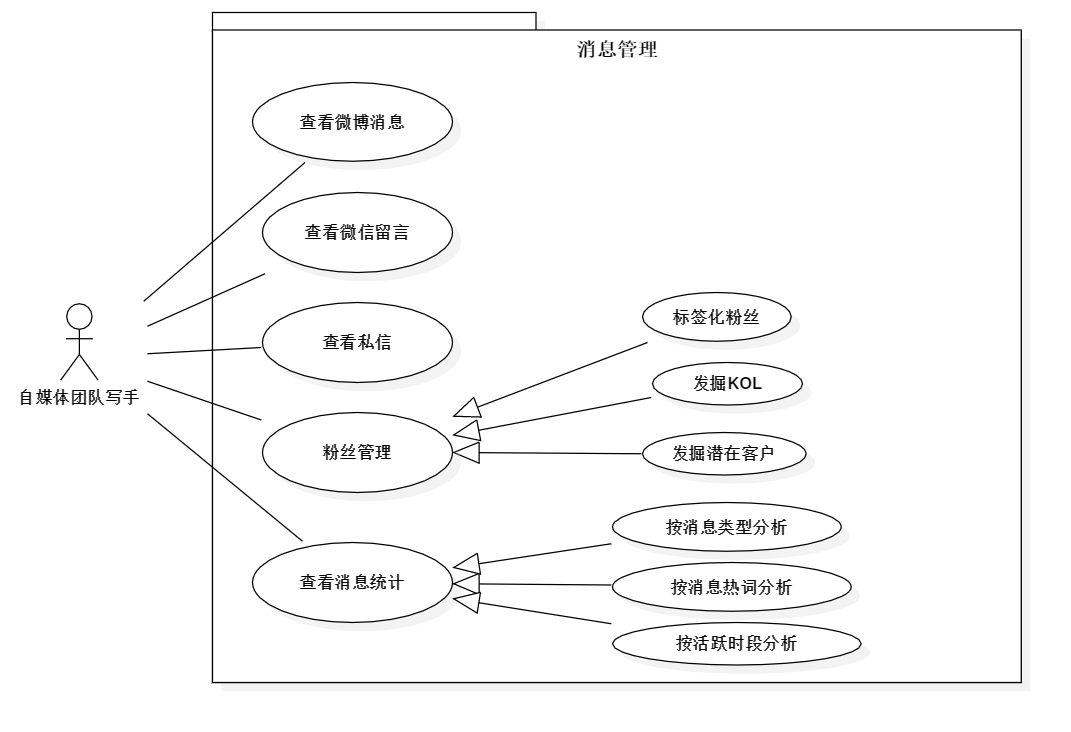 消息管理
查看微博消息
查看微信留言
查看私信
标签化粉丝
发掘KOL
自媒体团队写手
粉丝管理
发掘潜在客户
按消息类型分析
查看消息统计
按消息热词分析
按活跃时段分析